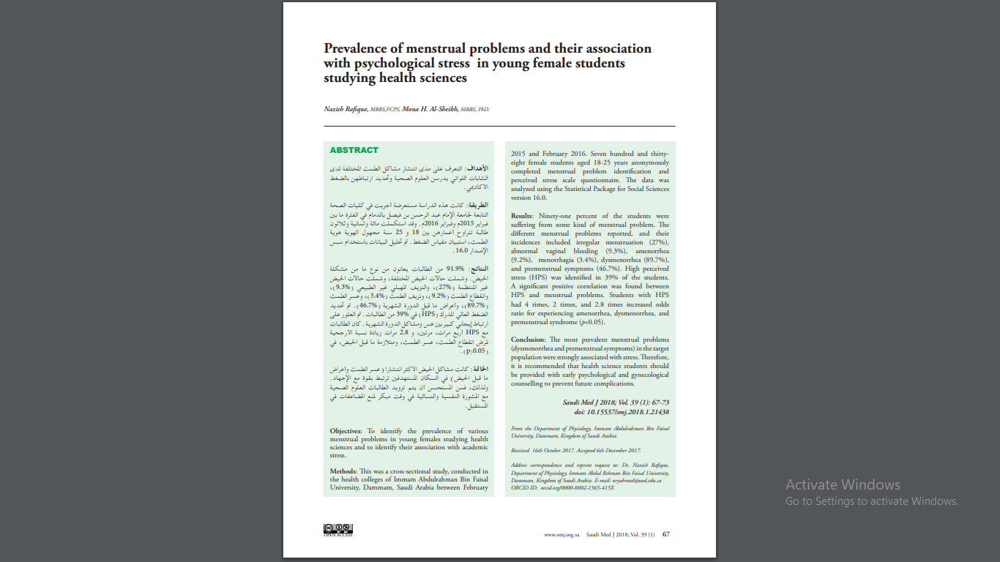 Prevalence of menstrual problems and their association
with psychological stress in young female students
studying health sciences
Nazish Rafique, MBBS,FCPS, Mona H. Al-Sheikh, MBBS, PhD.
ABSTRACT
الأهداف: التعرف على مدى انتشار مشاكل الطمث المختلفة لدى
الشابات اللواتي يدرسن العلوم الصحية وتحديد ارتباطهن بالضغط
الأكاديمي.
الطريقة: كانت هذه الدراسة مستعرضة أجريت في كليات الصحة
التابعة لجامعة الإمام عبد الرحمن بن فيصل بالدمام في الفترة ما بين
فبراير 2015م وفبراير 2016م. وقد استكملت مائة وثمانية وثلاثون
طالبة تتراوح أعمارهن بين 18 و 25 سنة مجهول الهوية هوية
الطمث، استبيان مقياس الضغط. تم تحليل البيانات باستخدام سبس
الإصدار 16.0.
النتائج: 91.9% من الطالبات يعانون من نوع ما من مشكلة
الحيض. وشملت حالات الحيض المختلفة، وشملت حالات الحيض
غير المنتظمة (27%)، والنزيف المهبلي غير الطبيعي (9.3%)،
وانقطاع الطمث (9.2%)، ونزيف الطمث (3.4%)، وعسر الطمث
(89.7%)، وأعراض ما قبل الدورة الشهرية (46.7%). تم تحديد
الضغط العالي المدرك (HPS) في 39% من الطالبات. تم العثور على
ارتباط إيجابي كبير بين هس ومشاكل الدورة الشهرية. كان الطالبات
مع HPS أربع مرات، مرتين، و 2.8 مرات زيادة نسبة الأرجحية
لمرض انقطاع الطمث، عسر الطمث، ومتلازمة ما قبل الحيض، في
(p>0.05).
الخاتمة: كانت مشاكل الحيض الأكثر انتشارا (عسر الطمث وأعراض
ما قبل الحيض) في السكان المستهدفين ترتبط بقوة مع الإجهاد.
ولذلك، فمن المستحسن أن يتم تزويد الطالبات العلوم الصحية
مع المشورة النفسية والنسائية في وقت مبكر لمنع المضاعفات في
المستقبل.
Objectives: To identify the prevalence of various
menstrual problems in young females studying health
sciences and to identify their association with academic
stress.
Methods: This was a cross-sectional study, conducted in
the health colleges of Immam Abdulrahman Bin Faisal
University, Dammam, Saudi Arabia between February
2015 and February 2016. Seven hundred and thirty-
eight female students aged 18-25 years anonymously
completed menstrual problem identification and
perceived stress scale questionnaire. The data was
analyzed using the Statistical Package for Social Sciences
version 16.0.
Results: Ninety-one percent of the students were
suffering from some kind of menstrual problem. The
different menstrual problems reported, and their
incidences included irregular menstruation (27%),
abnormal vaginal bleeding (9.3%), amenorrhea
(9.2%), menorrhagia (3.4%), dysmenorrhea (89.7%),
and premenstrual symptoms (46.7%). High perceived
stress (HPS) was identified in 39% of the students.
A significant positive correlation was found between
HPS and menstrual problems. Students with HPS
had 4 times, 2 times, and 2.8 times increased odds
ratio for experiencing amenorrhea, dysmenorrhea, and
premenstrual syndrome (p<0.05).
Conclusion: The most prevalent menstrual problems
(dysmenorrhea and premenstrual symptoms) in the target
population were strongly associated with stress. Therefore,
it is recommended that health science students should
be provided with early psychological and gynecological
counselling to prevent future complications.
Saudi Med J 2018; Vol. 39 (1): 67-73
doi: 10.15537/smj.2018.1.21438
From the Department of Physiology, Immam Abdulrahman Bin Faisal
University, Dammam, Kingdom of Saudi Arabia.
Received 16th October 2017. Accepted 6th December 2017.
Address correspondence and reprint request to: Dr. Nazish Rafique,
Department of Physiology, Immam Abdul Rehman Bin Faisal University,
Dammam, Kingdom of Saudi Arabia. E-mail: nryahmed@uod.edu.sa
ORCID ID: orcid.org/0000-0002-1565-415X
OPEN ACCESS
www.smj.org.sa Saudi Med J 2018; Vol. 39 (1) 67
Activate Windows
Go to Settings to activate Windows.